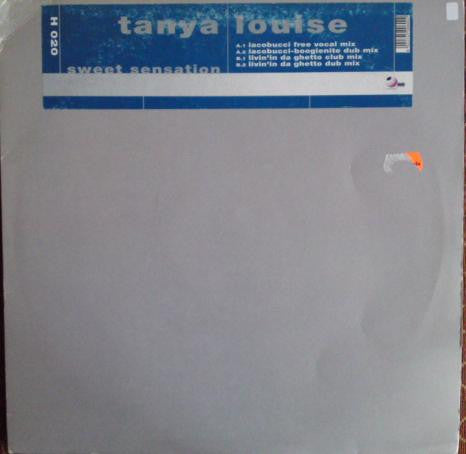 H 020
tanya louise
A.1 iacobucci free vocal mix
A.2 iacobucci-boogienite dub mix
B.1 livin'in da ghetto club mix
B.2 livin'in da ghetto dub mix
sweet sensation